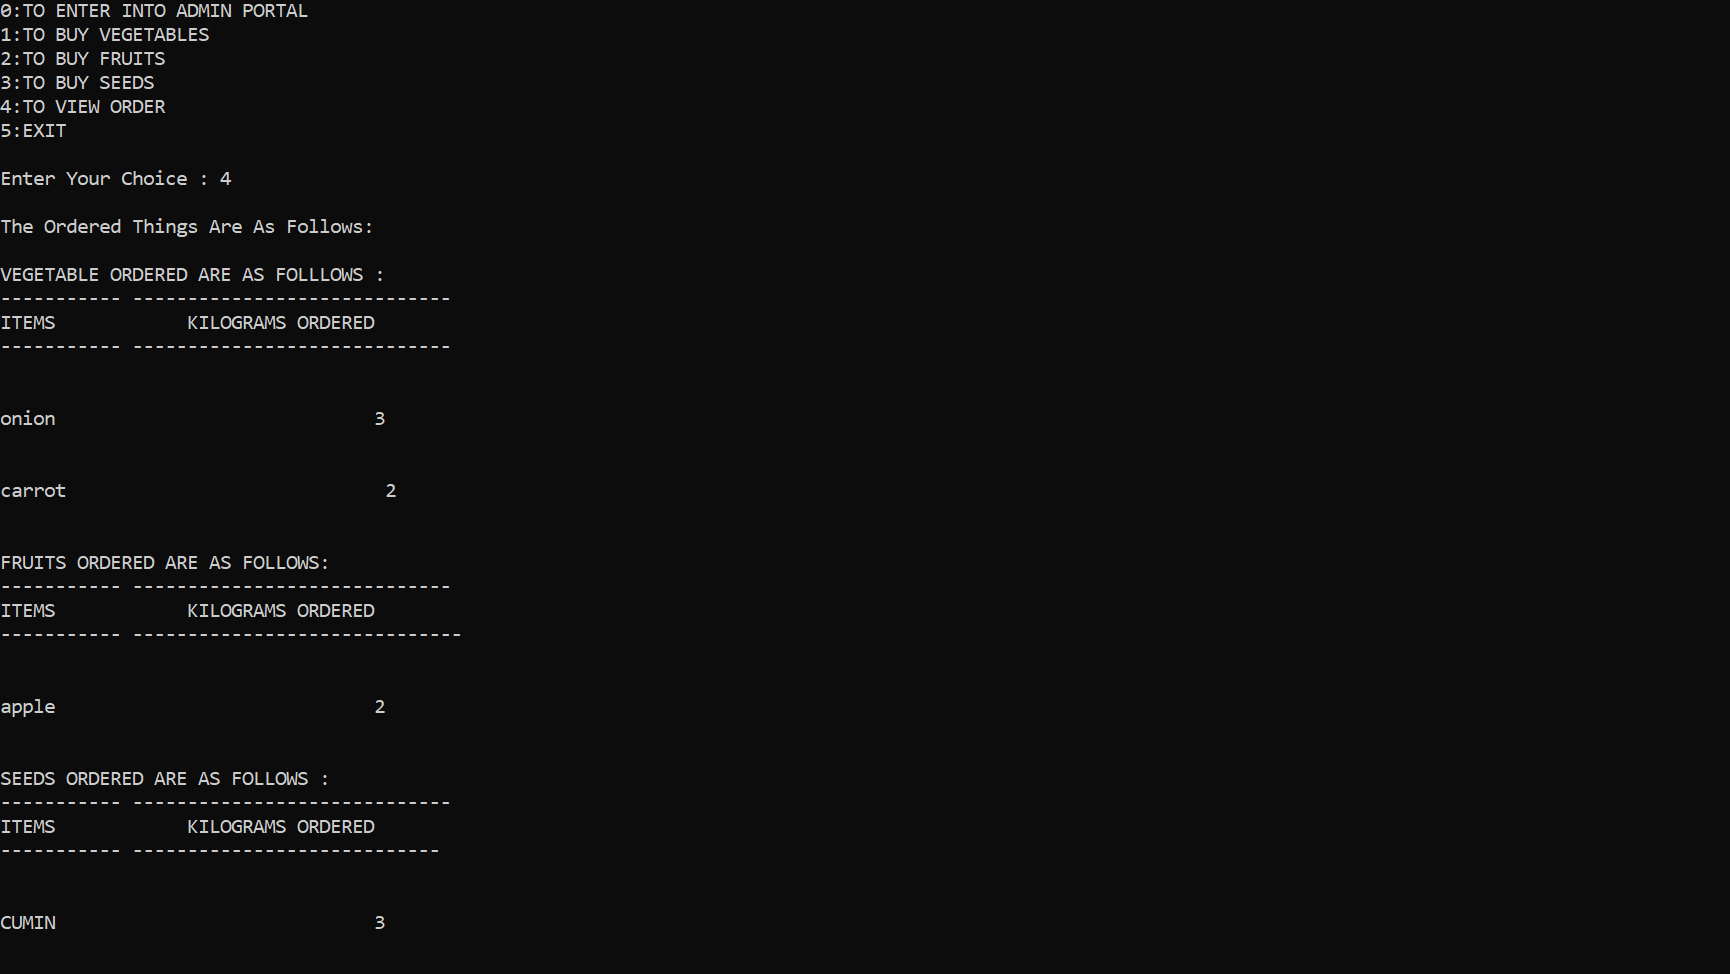 0:TO ENTER INTO ADMIN PORTAL
1:TO BUY VEGETABLES
2:TO BUY FRUITS
3:TO BUY SEEDS
4:TO VIEW ORDER
5:EXIT
Enter Your Choice : 4
The Ordered Things Are As Follows:
VEGETABLE ORDERED ARE AS FOLLLOWS :
----------- -----------------------------
ITEMS            KILOGRAMS ORDERED
----------- -----------------------------
onion                             3
carrot                             2
FRUITS ORDERED ARE AS FOLLOWS:
----------- -----------------------------
ITEMS            KILOGRAMS ORDERED
----------- ------------------------------
apple                             2
SEEDS ORDERED ARE AS FOLLOWS :
----------- -----------------------------
ITEMS            KILOGRAMS ORDERED
----------- ----------------------------
CUMIN                             3